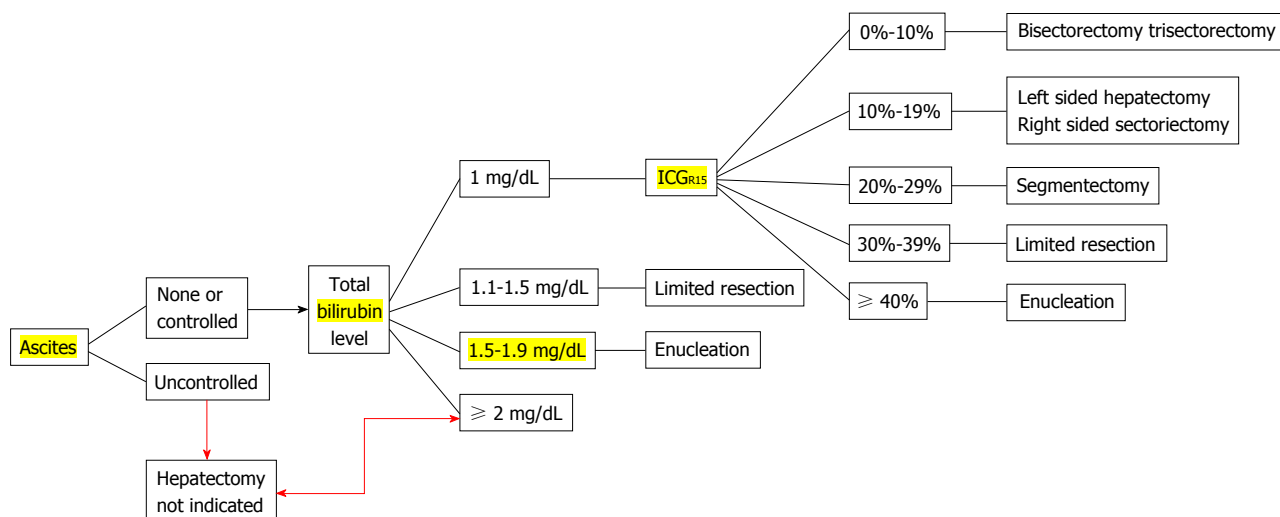 Ascites
None or
controlled
Uncontrolled
Hepatectomy
not indicated
Total
bilirubin
level
1 mg/dL
1.1-1.5 mg/dL
1.5-1.9 mg/dL
≥ 2 mg/dL
ICGR15
Limited resection
Enucleation
0%-10%
10%-19%
20%-29%
30%-39%
≥ 40%
Bisectorectomy trisectorectomy
Left sided hepatectomy
Right sided sectoriectomy
Segmentectomy
Limited resection
Enucleation